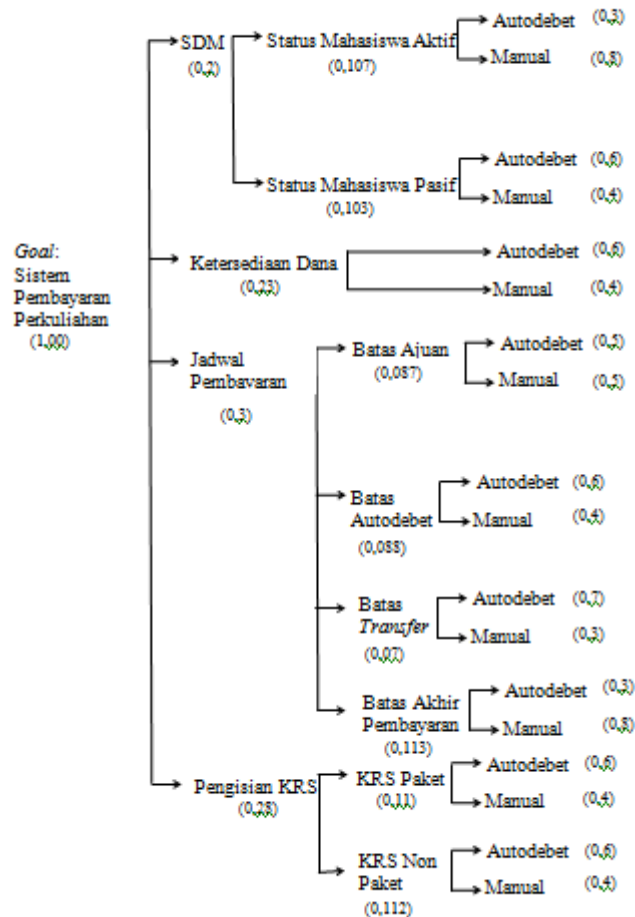 Goal:
Sistem
Pembayaran
Perkuliahan
(1,00)
SDM
(0,2)
Status Mahasiswa Aktif
(0,107)
Autodebet (0,3)
Manual (0,8)
Status Mahasiswa Pasif
(0,103)
Autodebet (0,6)
Manual (0,4)
Ketersediaan Dana
(0,23)
Autodebet (0,6)
Manual (0,4)
Jadwal
Pembavaran
(0,3)
Batas Ajuan
(0,087)
Autodebet (0,5)
Manual (0,5)
Batas
Autodebet
(0,088)
Autodebet (0,6)
Manual (0,4)
Batas
Transfer
(0,07)
Autodebet (0,7)
Manual (0,3)
Batas Akhir
Pembayaran
(0,113)
Autodebet (0,3)
Manual (0,8)
Pengisian KRS
(0,28)
KRS Paket
(0,11)
Autodebet (0,6)
Manual (0,4)
KRS Non
Paket
(0,112)
Autodebet (0,6)
Manual (0,4)